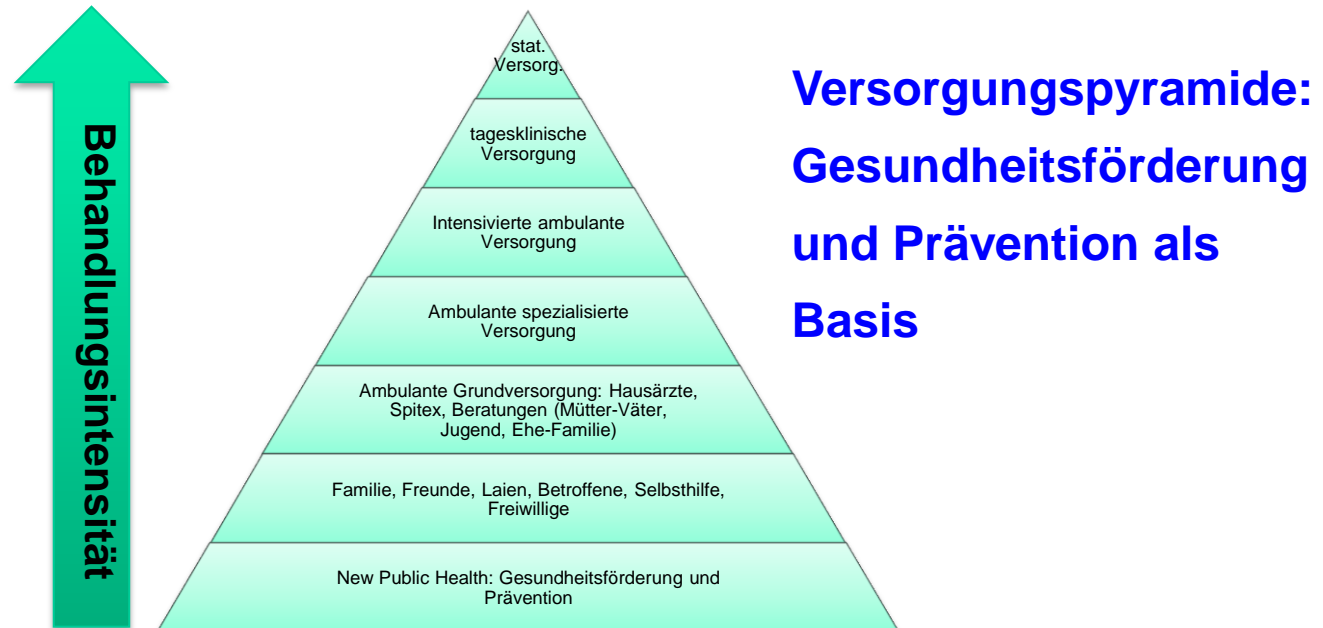 Behandlungsintensität
stat.
Versorg.
tagesklinische
Versorgung
Intensivierte ambulante
Versorgung
Ambulante spezialisierte
Versorgung
Ambulante Grundversorgung: Hausärzte,
Spitex, Beratungen (Mütter-Väter,
Jugend, Ehe-Familie)
Familie, Freunde, Laien, Betroffene, Selbsthilfe,
Freiwillige
New Public Health: Gesundheitsförderung und
Prävention
Versorgungspyramide:
Gesundheitsförderung
und Prävention als
Basis